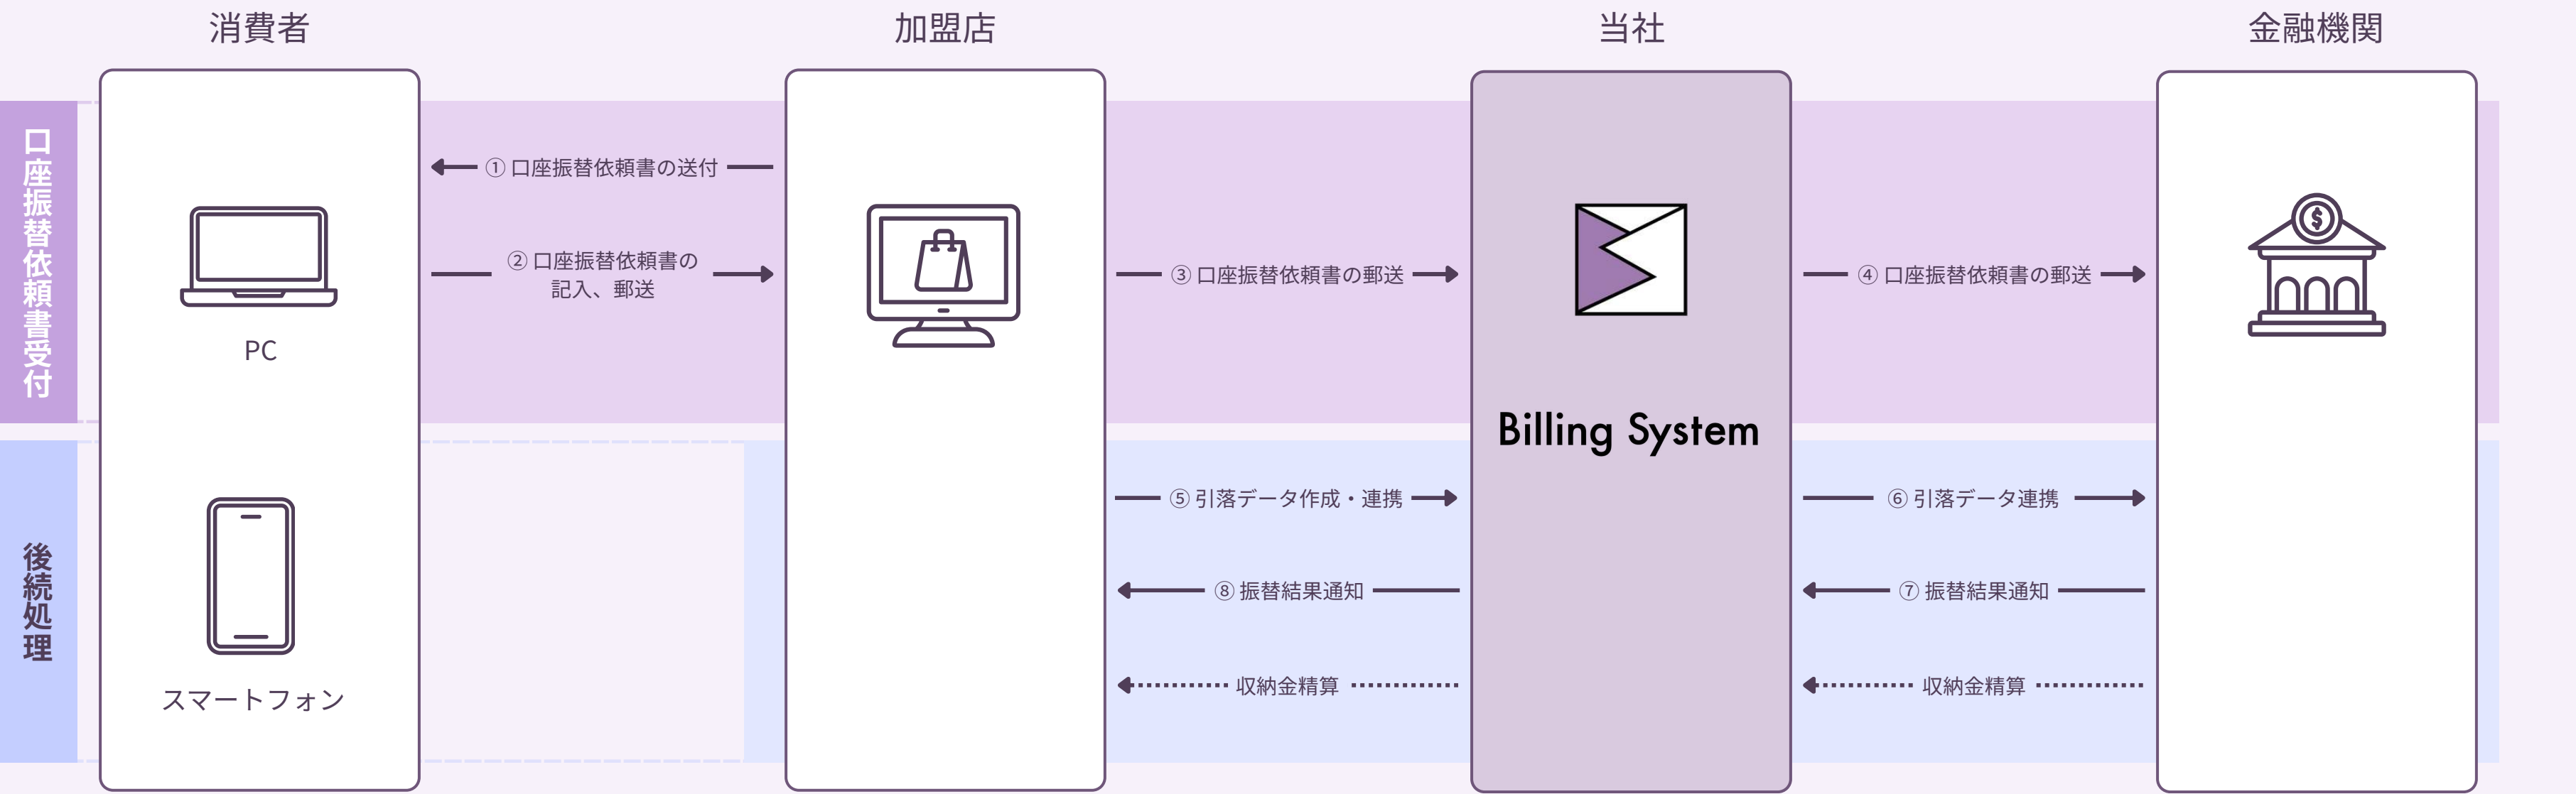 消費者
加盟店
当社
金融機関
口座振替依頼書受付
① 口座振替依頼書の送付
② 口座振替依頼書の
記入、郵送
③ 口座振替依頼書の郵送
④ 口座振替依頼書の郵送
PC
Billing System
後続処理
⑤ 引落データ作成・連携
⑥ 引落データ連携
⑧ 振替結果通知
⑦ 振替結果通知
収納金精算
収納金精算
スマートフォン